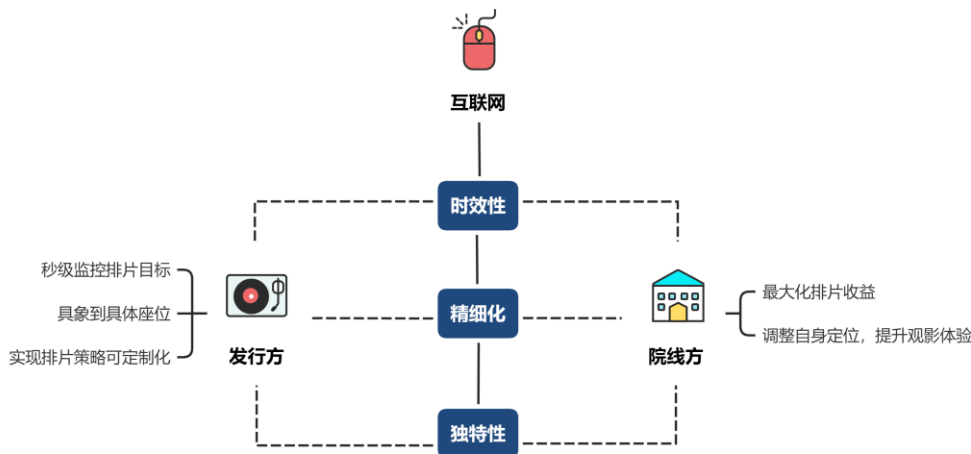 互联网
时效性
秒级监控排片目标
具象到具体座位
实现排片策略可定制化
发行方
精细化
院线方
最大化排片收益
调整自身定位，提升观影体验
独特性